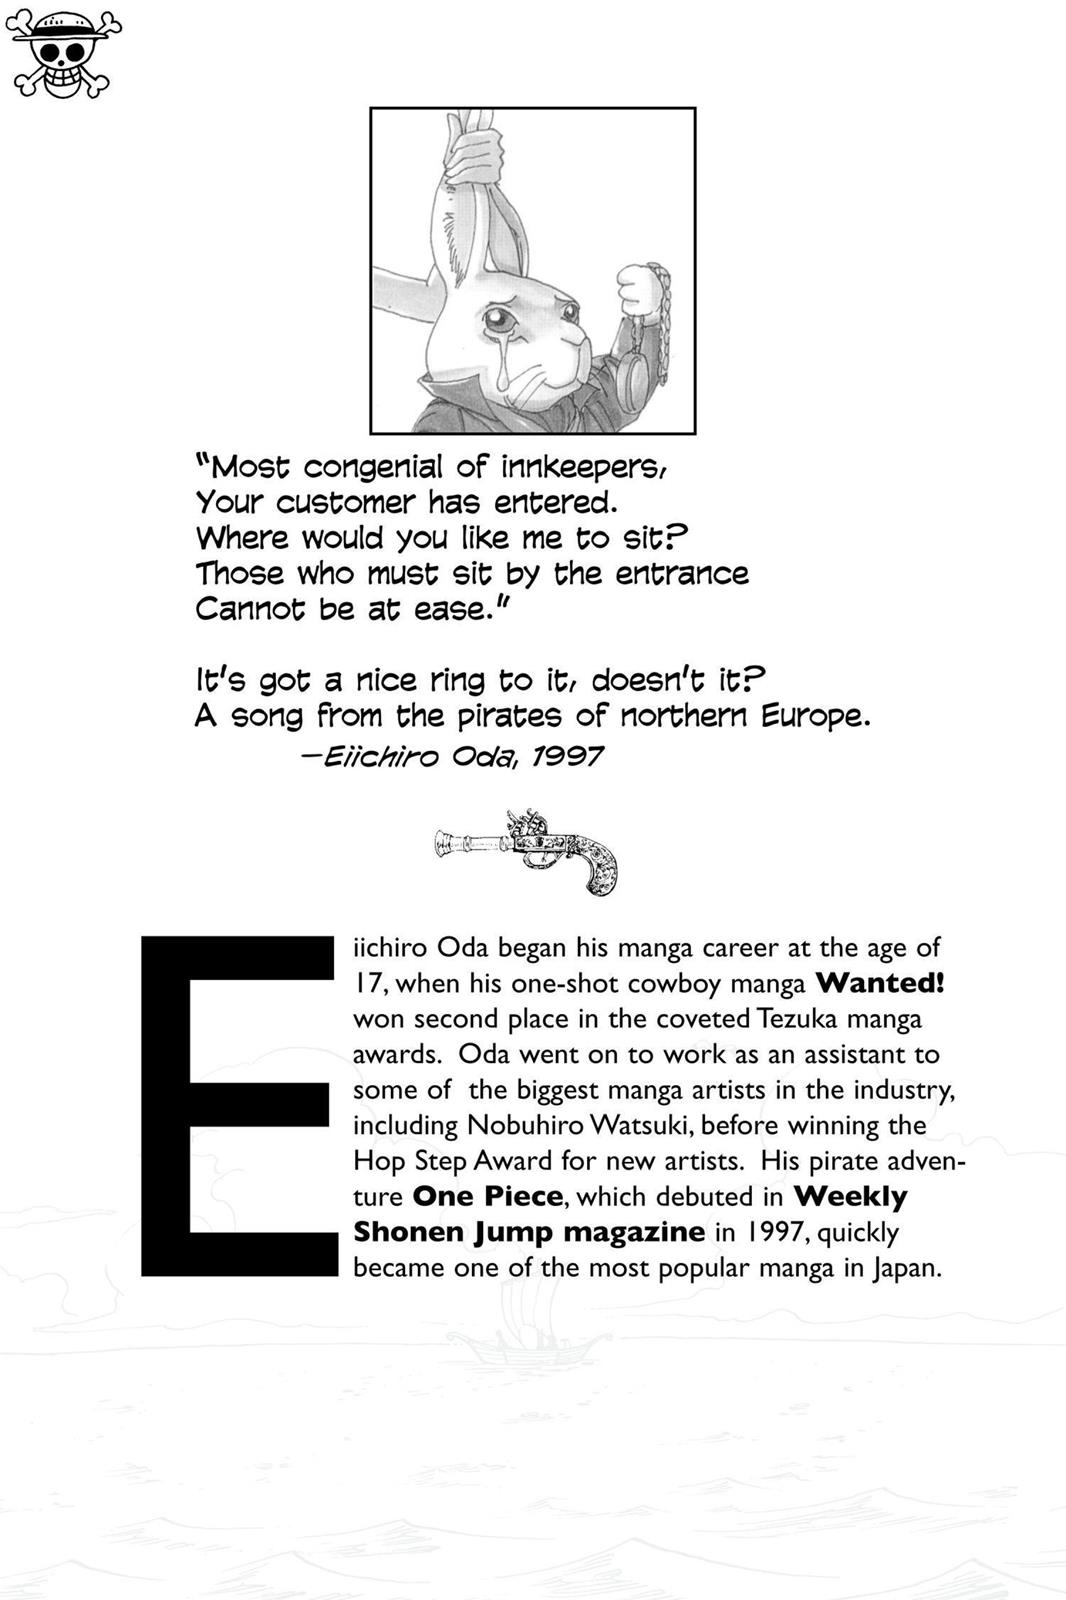 "Most congenial of innkeepers,
Your customer has entered.
Where would you like me to sit?
Those who must sit by the entrance
Cannot be at ease."
It's got a nice ring to it, doesn't it?
A song from the pirates of northern Europe.
—Eiichiro Oda, 1997
Eiichiro Oda began his manga career at the age of
17, when his one-shot cowboy manga Wanted!
won second place in the coveted Tezuka manga
awards. Oda went on to work as an assistant to
some of the biggest manga artists in the industry,
including Nobuhiro Watsuki, before winning the
Hop Step Award for new artists. His pirate adven-
ture One Piece, which debuted in Weekly
Shonen Jump magazine in 1997, quickly
became one of the most popular manga in Japan.